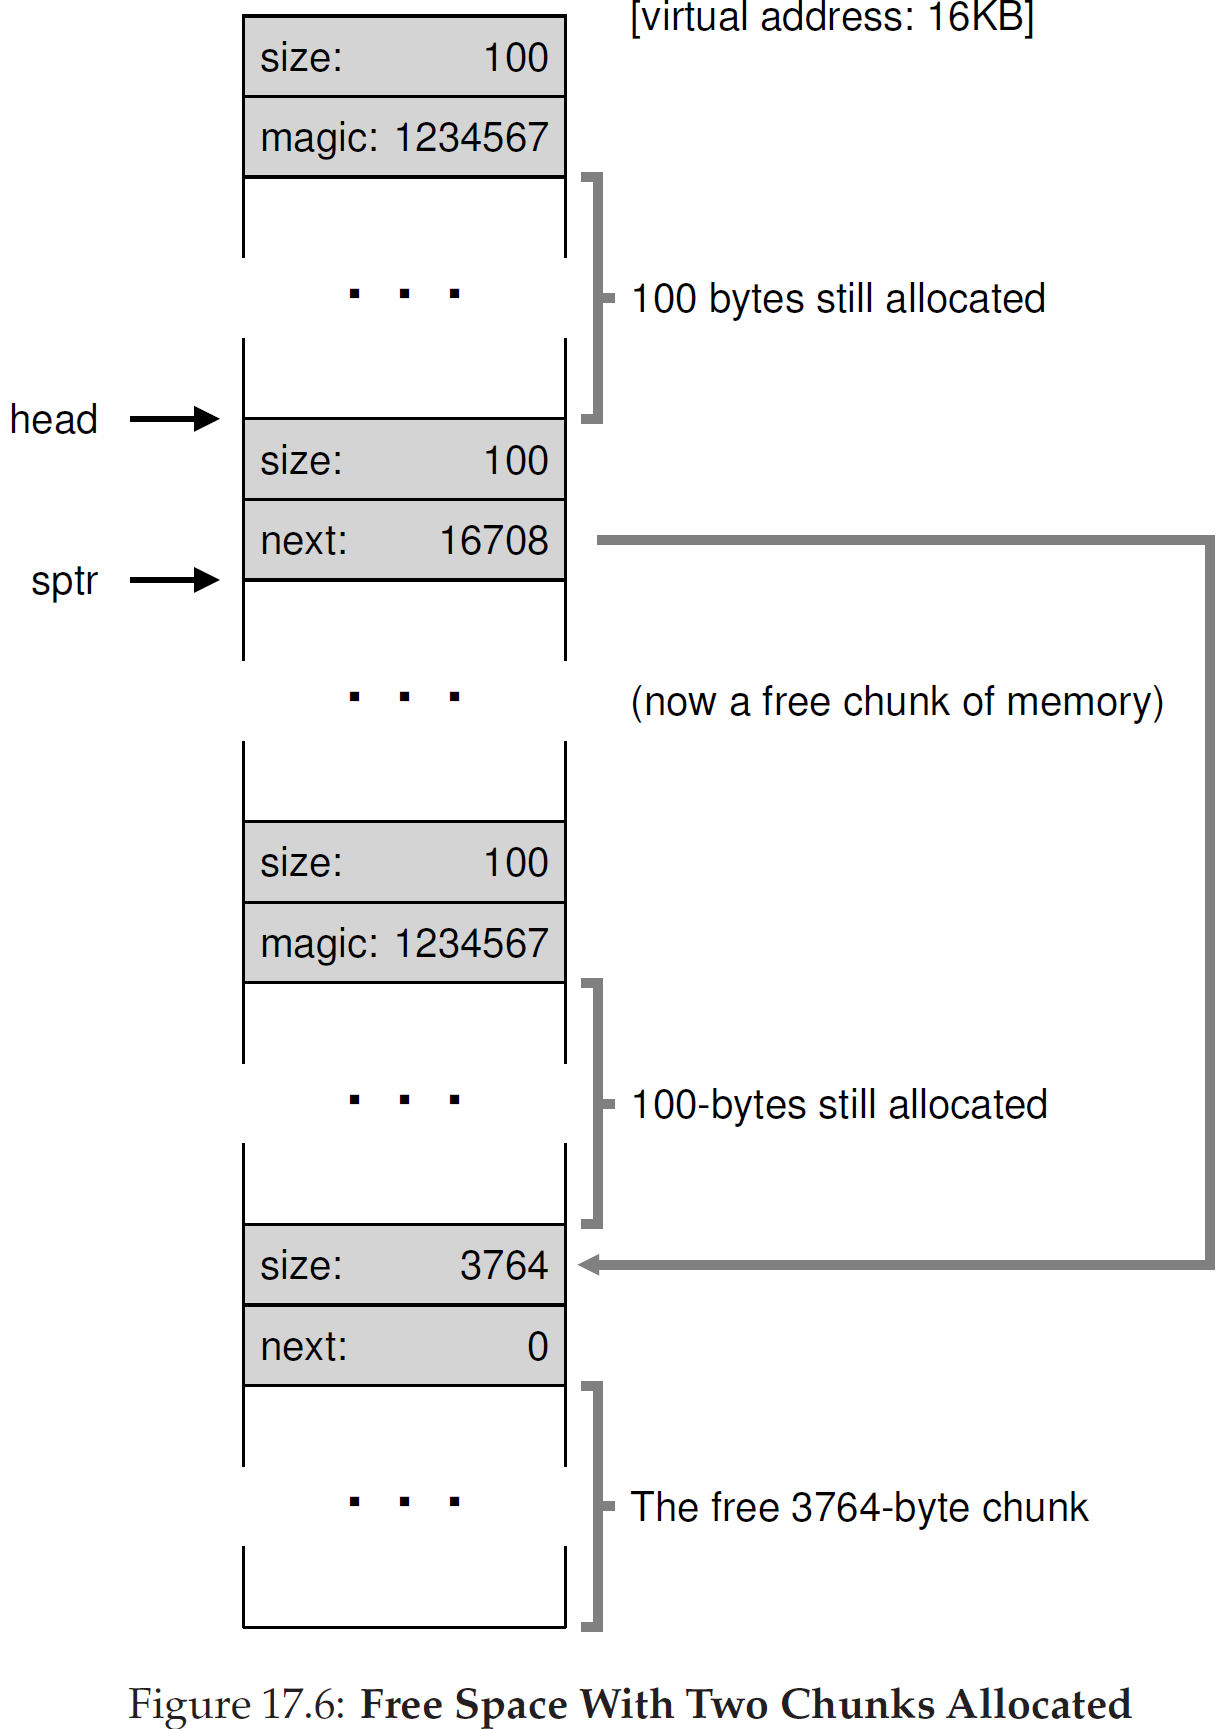 [virtual address: 16KB]
size: 100
magic: 1234567
. . .
100 bytes still allocated
head
size: 100
next: 16708
sptr
. . .
(now a free chunk of memory)
size: 100
magic: 1234567
. . .
100-bytes still allocated
size: 3764
next: 0
. . .
The free 3764-byte chunk
Figure 17.6: Free Space With Two Chunks Allocated